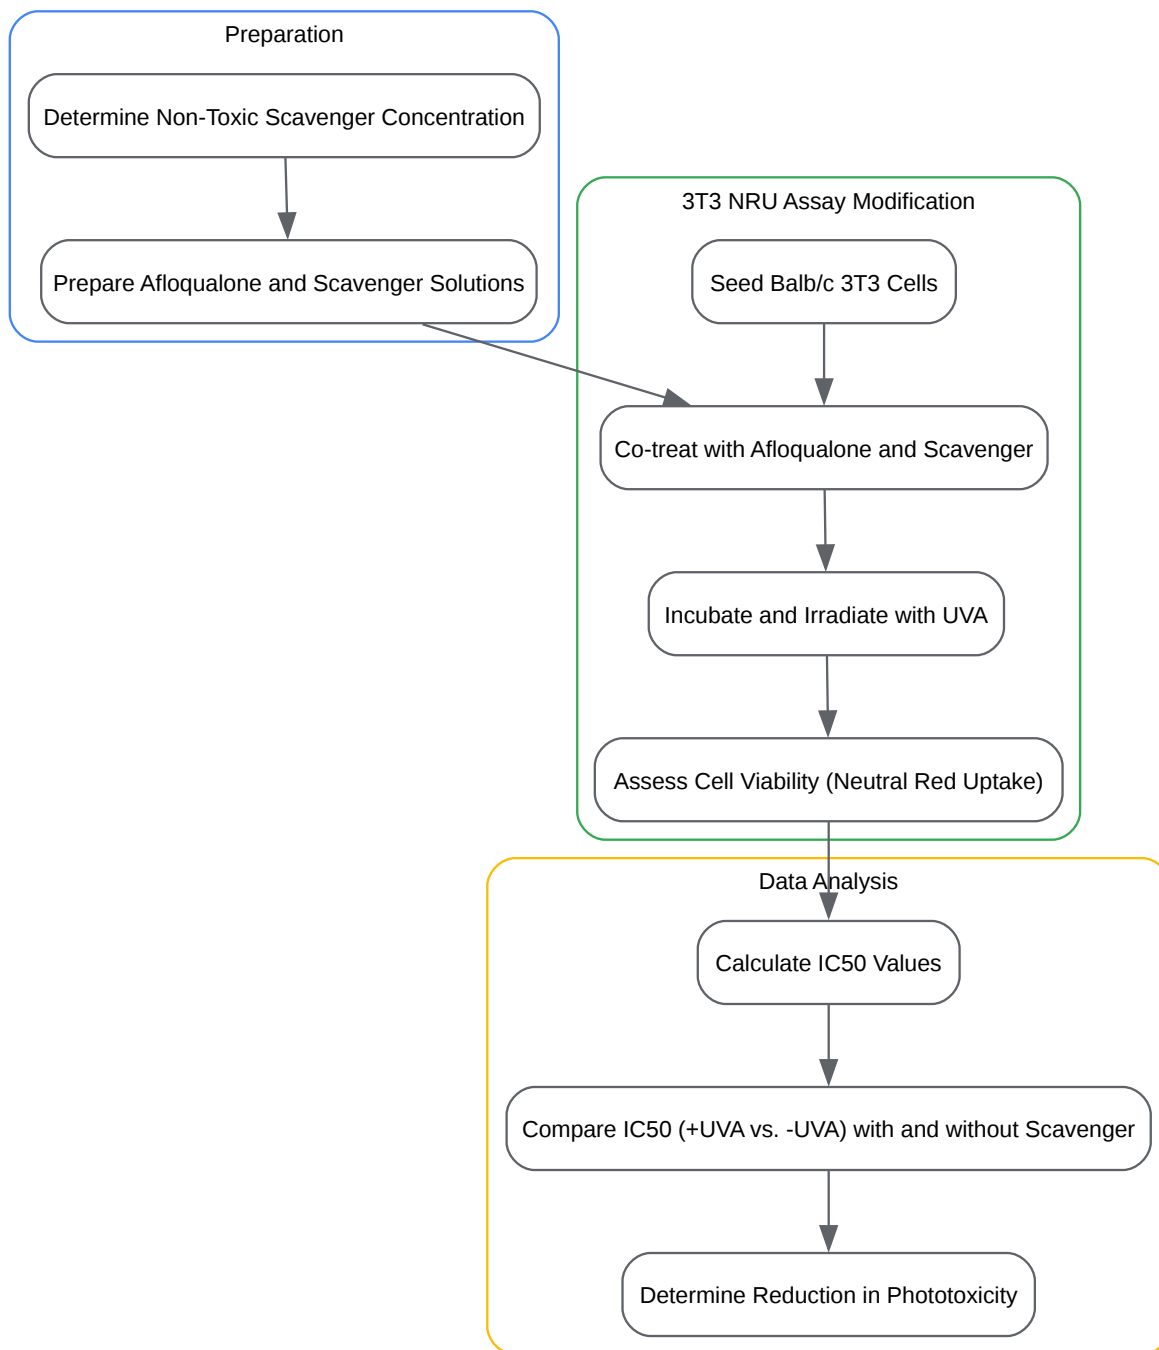 Preparation
Determine Non-Toxic Scavenger Concentration
Prepare Afloqualone and Scavenger Solutions
3T3 NRU Assay Modification
Seed Balb/c 3T3 Cells
Co-treat with Afloqualone and Scavenger
Incubate and Irradiate with UVA
Assess Cell Viability (Neutral Red Uptake)
Data Analysis
Calculate IC50 Values
Compare IC50 (+UVA vs. -UVA) with and without Scavenger
Determine Reduction in Phototoxicity